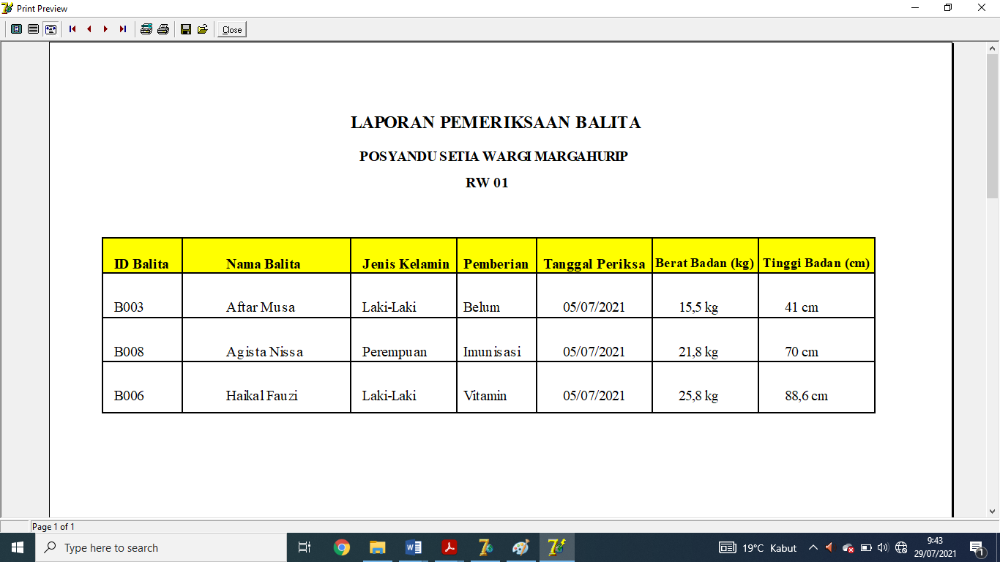 Print Preview
Close
LAPORAN PEMERIKSAAN BALITA
POSYANDU SETIA WARGI MARGAHURIP
RW 01
ID Balita Nama Balita Jenis Kelamin Pemberian Tanggal Periksa Berat Badan (kg) Tinggi Badan (cm)
B003 Aftar Musa Laki-Laki Belum 05/07/2021 15,5 kg 41 cm
B008 Agista Nissa Perempuan Imunisasi 05/07/2021 21,8 kg 70 cm
B006 Haikal Fauzi Laki-Laki Vitamin 05/07/2021 25,8 kg 88,6 cm
Page 1 of 1
Type here to search
19°C Kabut
9:43
29/07/2021
1